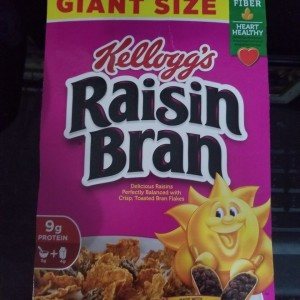 GIANT SIZE
FIBER
HEART
HEALTHY
Kellogg's
Raisin
Bran
Delicious Raisins
Perfectly Balanced with
Crisp, Toasted Bran Flakes
9g
PROTEIN